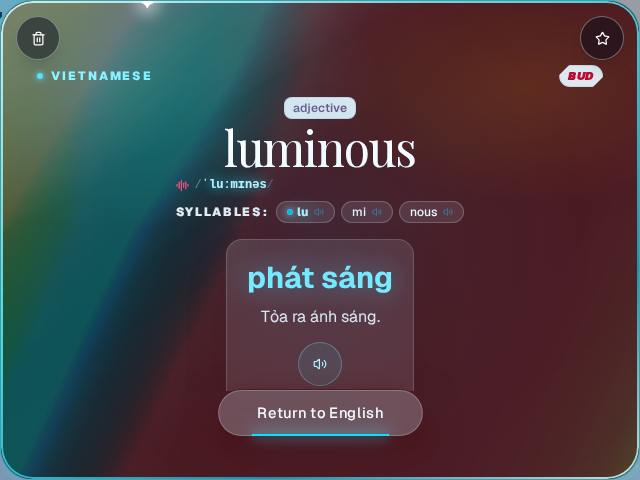 VIETNAMESE
BUD
adjective
luminous
/ˈluːmɪnəs/
SYLLABLES: lu mi nous
phát sáng
Tỏa ra ánh sáng.
Return to English